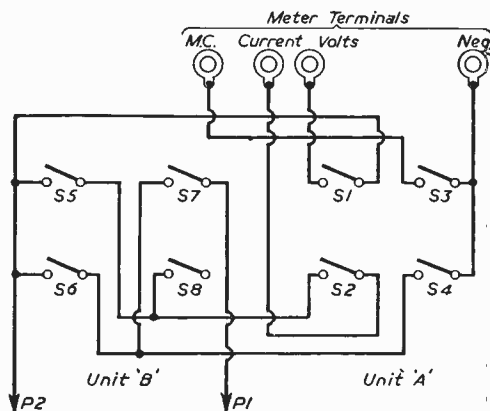 Meter Terminals
M.C. Current Volts Neg.
S5 S7 S1 S3
S6 S8 S2 S4
Unit 'B' Unit 'A'
P2 P1